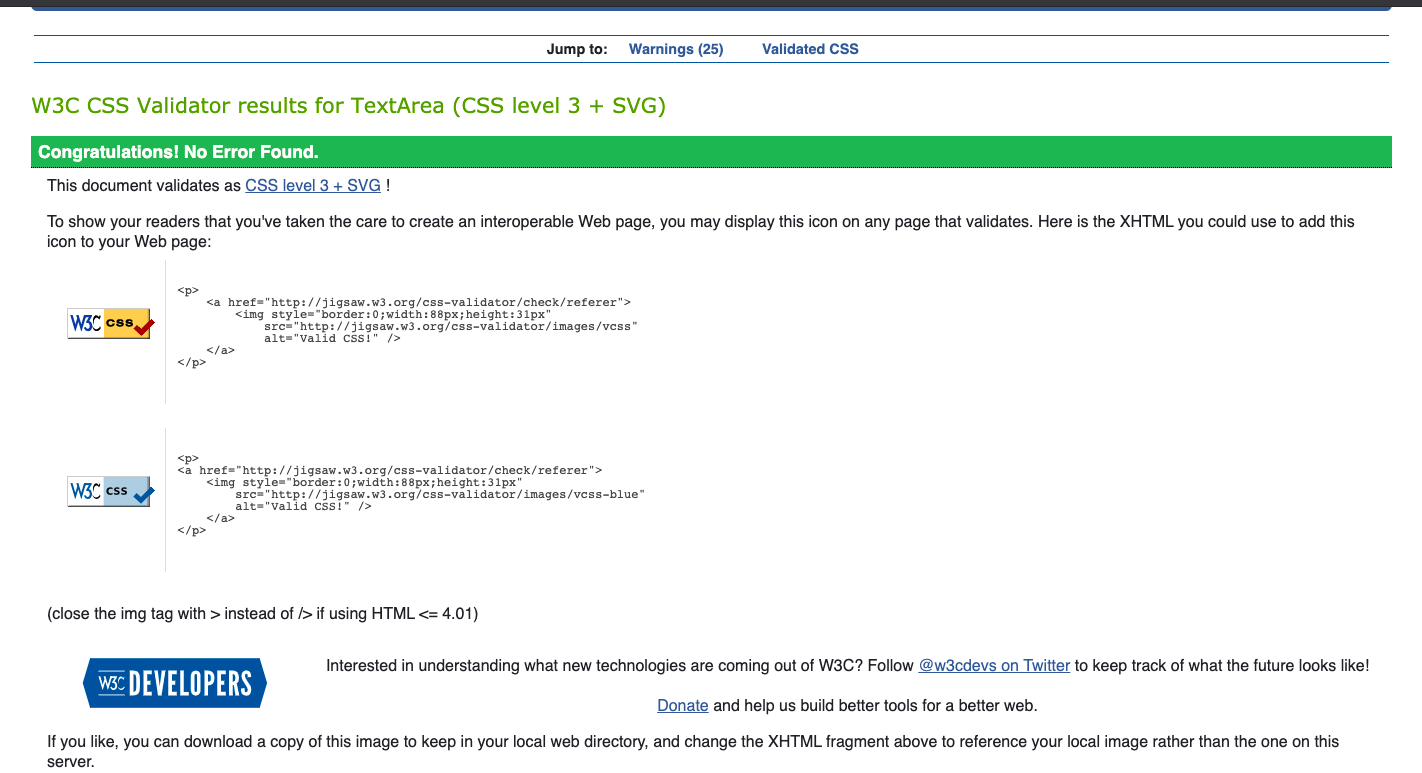 Jump to: Warnings (25) Validated CSS
W3C CSS Validator results for TextArea (CSS level 3 + SVG)
Congratulations! No Error Found.
This document validates as CSS level 3 + SVG !
To show your readers that you've taken the care to create an interoperable Web page, you may display this icon on any page that validates. Here is the XHTML you could use to add this
icon to your Web page:
W3C css
<p>
<a href="http://jigsaw.w3.org/css-validator/check/referer">
<img style="border:0;width:88px;height:31px"
src="http://jigsaw.w3.org/css-validator/images/vcss"
alt="Valid CSS!" />
</a>
</p>
W3C css
<p>
<a href="http://jigsaw.w3.org/css-validator/check/referer">
<img style="border:0;width:88px;height:31px"
src="http://jigsaw.w3.org/css-validator/images/vcss-blue"
alt="Valid CSS!" />
</a>
</p>
(close the img tag with > instead of /> if using HTML <= 4.01)
W3C DEVELOPERS
Interested in understanding what new technologies are coming out of W3C? Follow @w3cdevs on Twitter to keep track of what the future looks like!
Donate and help us build better tools for a better web.
If you like, you can download a copy of this image to keep in your local web directory, and change the XHTML fragment above to reference your local image rather than the one on this
server.